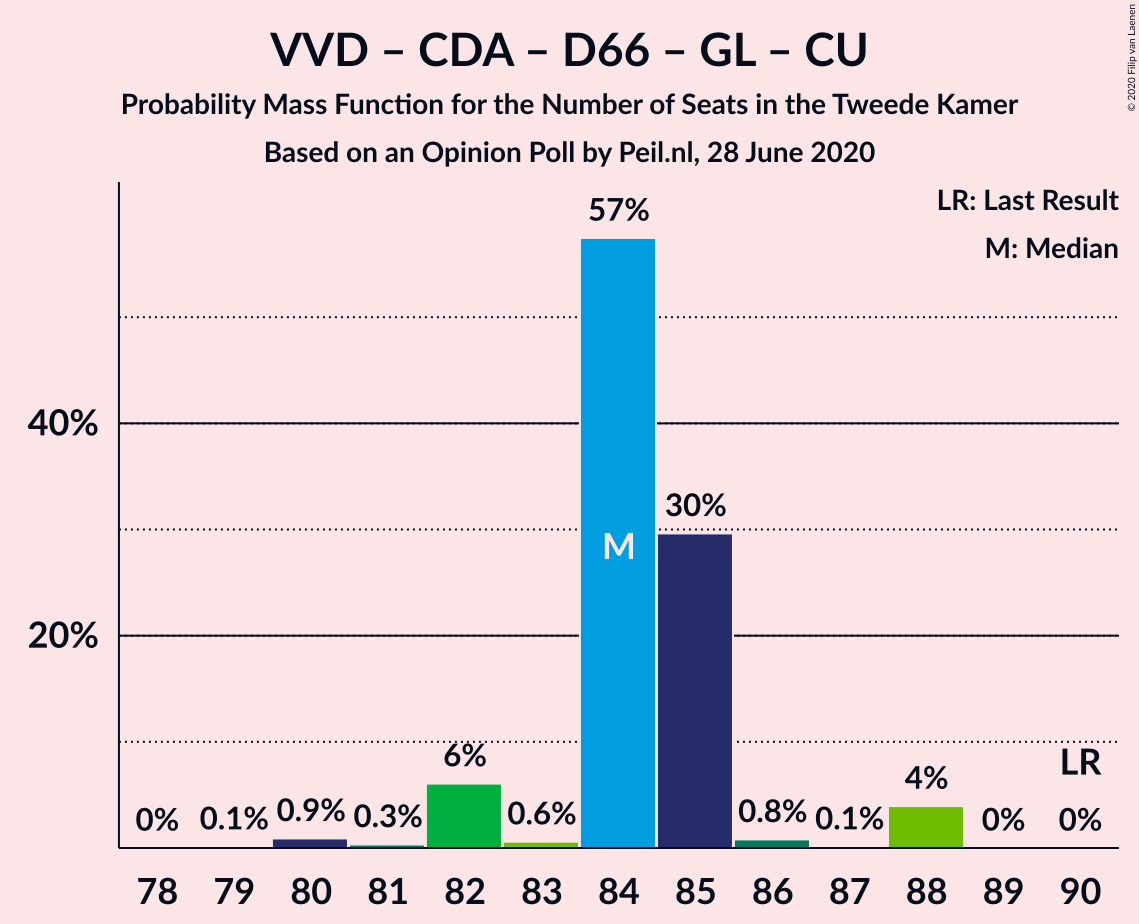 VVD – CDA – D66 – GL – CU
Probability Mass Function for the Number of Seats in the Tweede Kamer
Based on an Opinion Poll by Peil.nl, 28 June 2020
© 2020 Filip van Laenen
LR: Last Result
M: Median
57%
40%
30%
M
20%
6%
4%
LR
0% 0.1% 0.9% 0.3% 0.6% 0.8% 0.1% 0% 0%
78 79 80 81 82 83 84 85 86 87 88 89 90